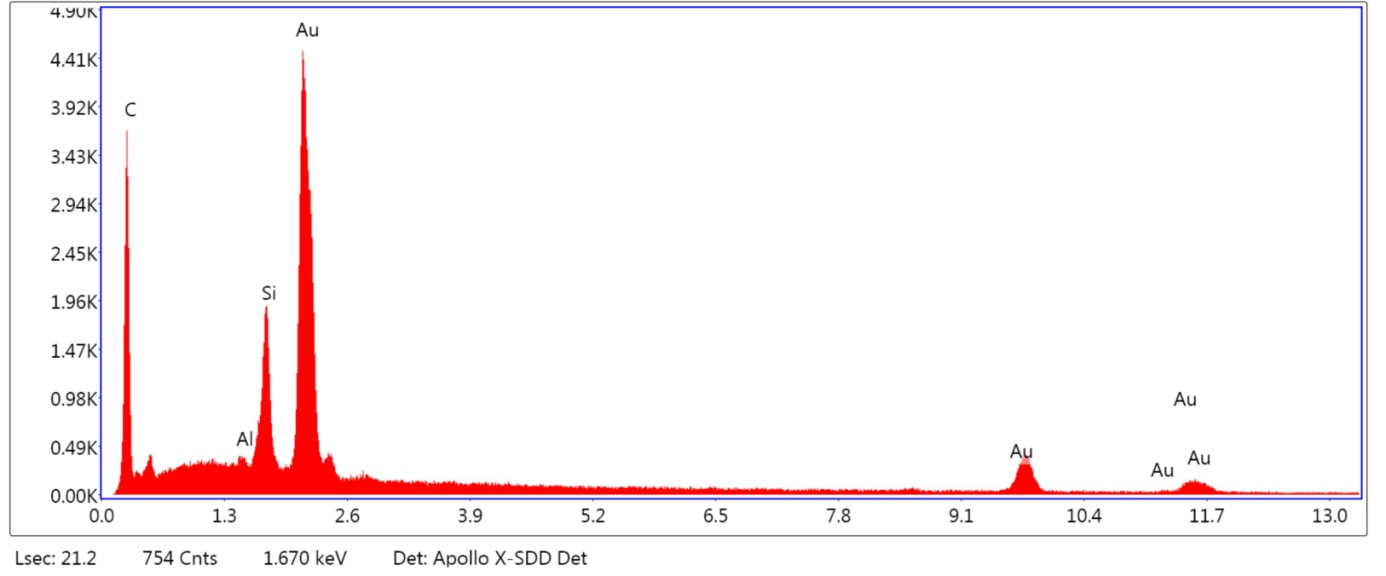 4.90K
Au
4.41K
C
3.92K
3.43K
2.94K
2.45K
Si
1.96K
1.47K
0.98K
Au
Al
0.49K
Au
Au
Au
0.00K
0.0 1.3 2.6 3.9 5.2 6.5 7.8 9.1 10.4 11.7 13.0
Lsec: 21.2 754 Cnts 1.670 keV Det: Apollo X-SDD Det